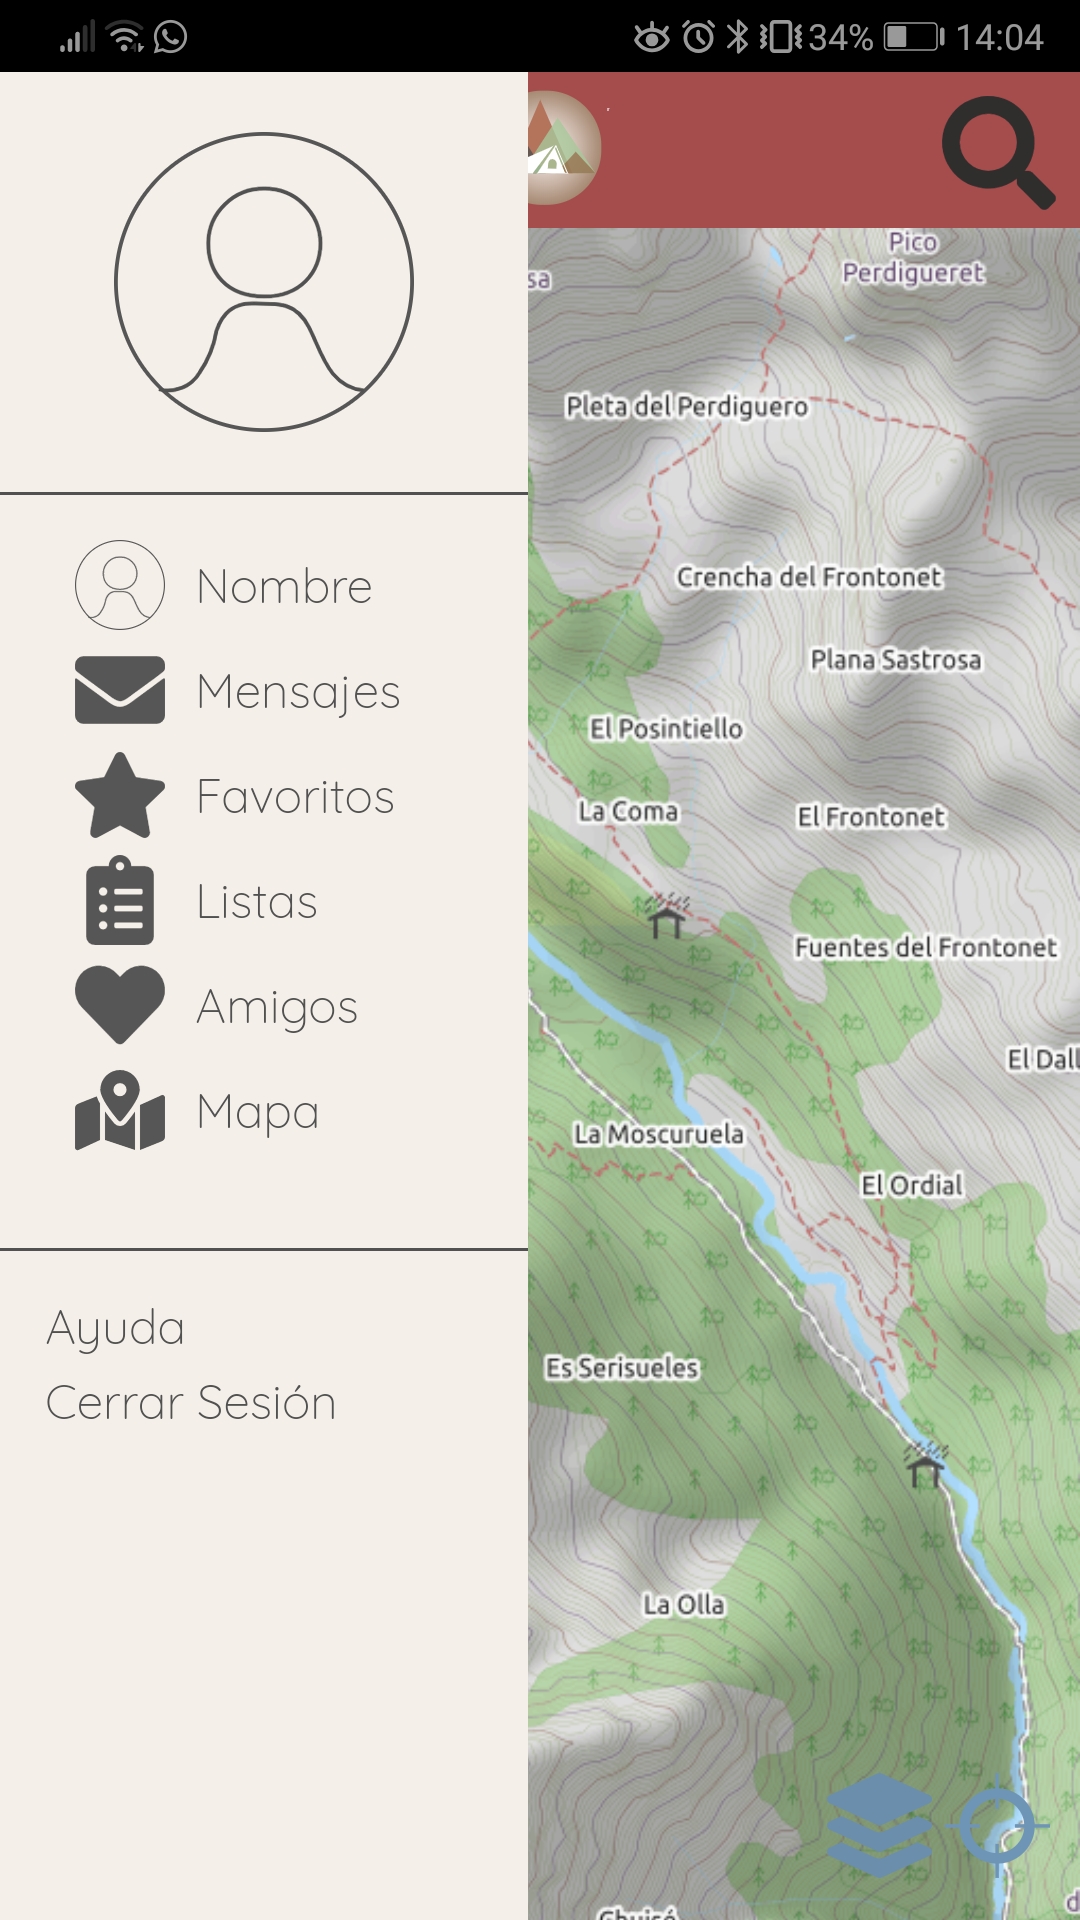 34% 14:04
Nombre
Mensajes
Favoritos
Listas
Amigos
Mapa
Ayuda
Cerrar Sesión
Pico
Perdigueret
sa
Pleta del Perdiguero
Crencha del Frontonet
Plana Sastrosa
El Posintiello
La Coma
El Frontonet
Fuentes del Frontonet
El Dall
La Moscuruela
El Ordial
Es Serisueles
La Olla